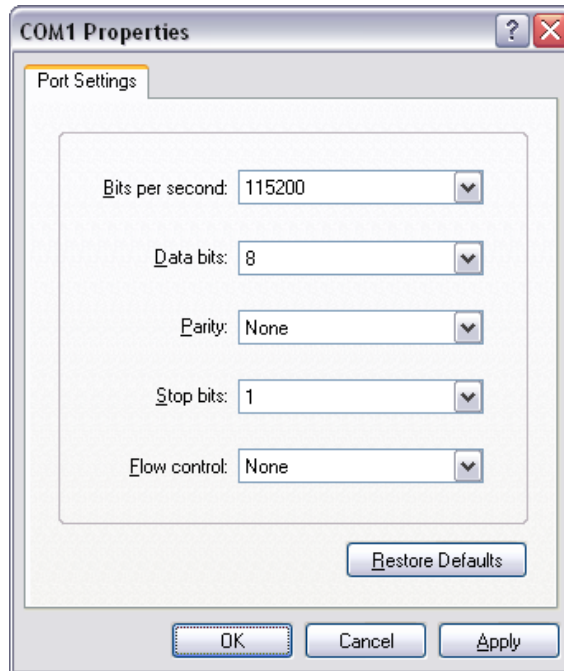 COM1 Properties
Port Settings
Bits per second: 115200
Data bits: 8
Parity: None
Stop bits: 1
Flow control: None
Restore Defaults
OK Cancel Apply